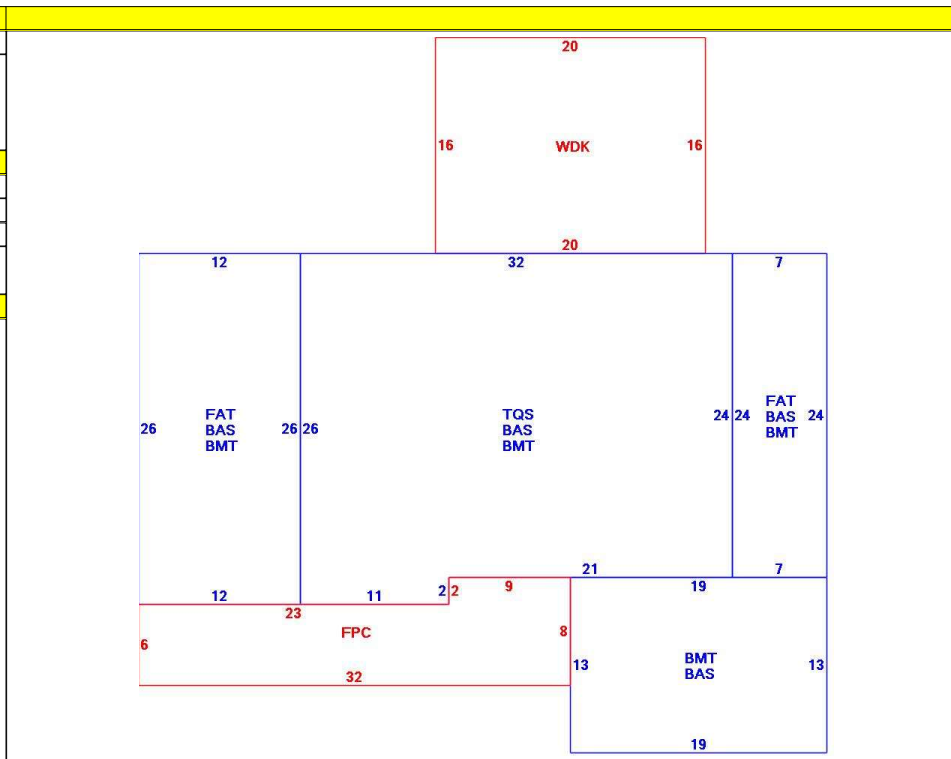 20
16 WDK 16
20
12 32 7
FAT
BAS
BMT
26 26 26
TQS
BAS
BMT
24 24 24
FAT
BAS
BMT
12 11 2 2 9 21 19 7
23
FPC
6 8
32
13 13
BMT
BAS
19